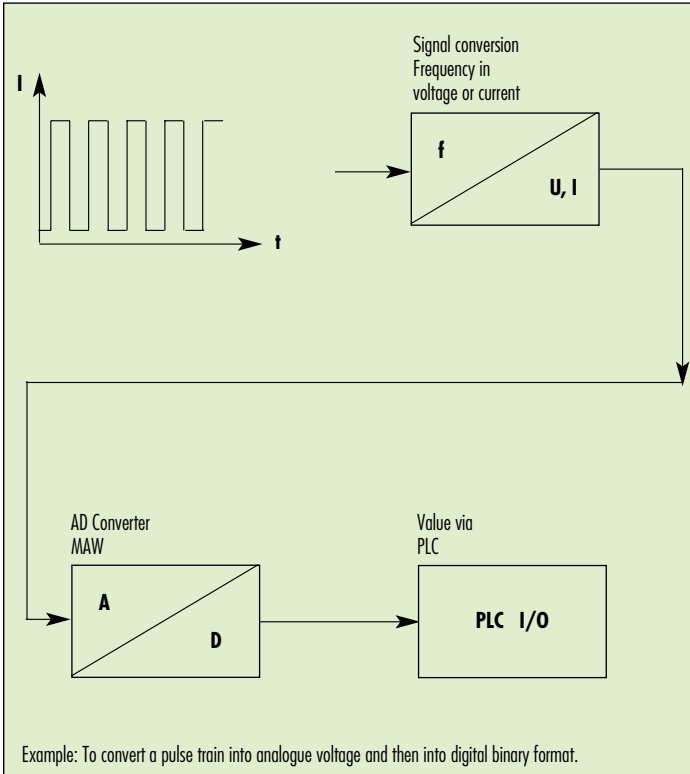 Signal conversion
Frequency in
voltage or current
I
f
U, I
t
AD Converter
MAW
Value via
PLC
A
D
PLC I/O
Example: To convert a pulse train into analogue voltage and then into digital binary format.